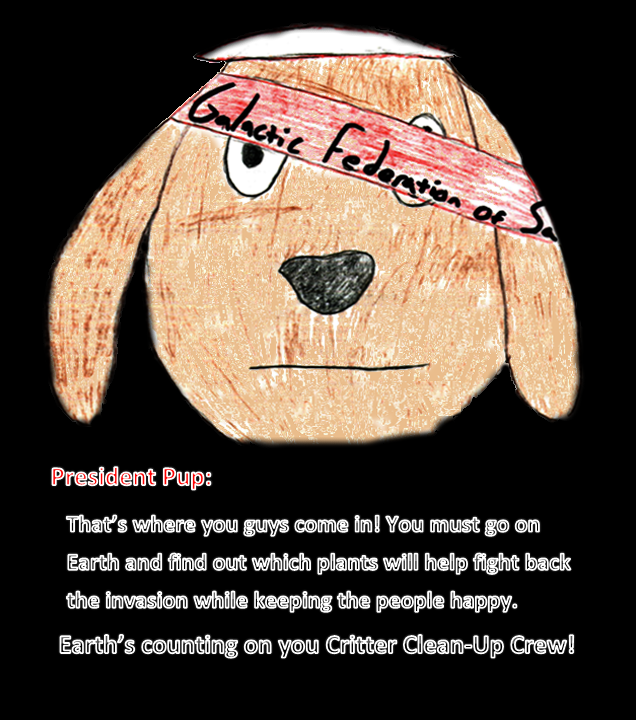 Galactic Federation of Sa
President Pup:
That's where you guys come in! You must go on
Earth and find out which plants will help fight back
the invasion while keeping the people happy.
Earth's counting on you Critter Clean-Up Crew!